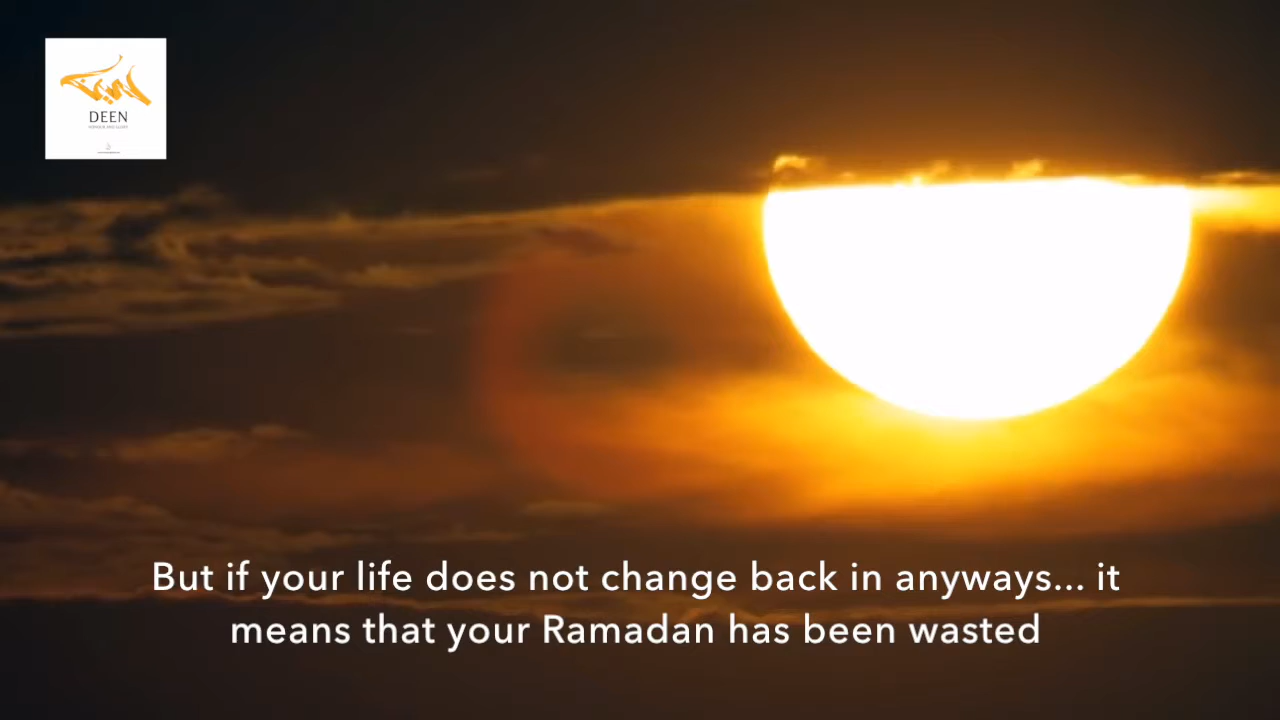 DEEN
But if your life does not change back in anyways... it
means that your Ramadan has been wasted